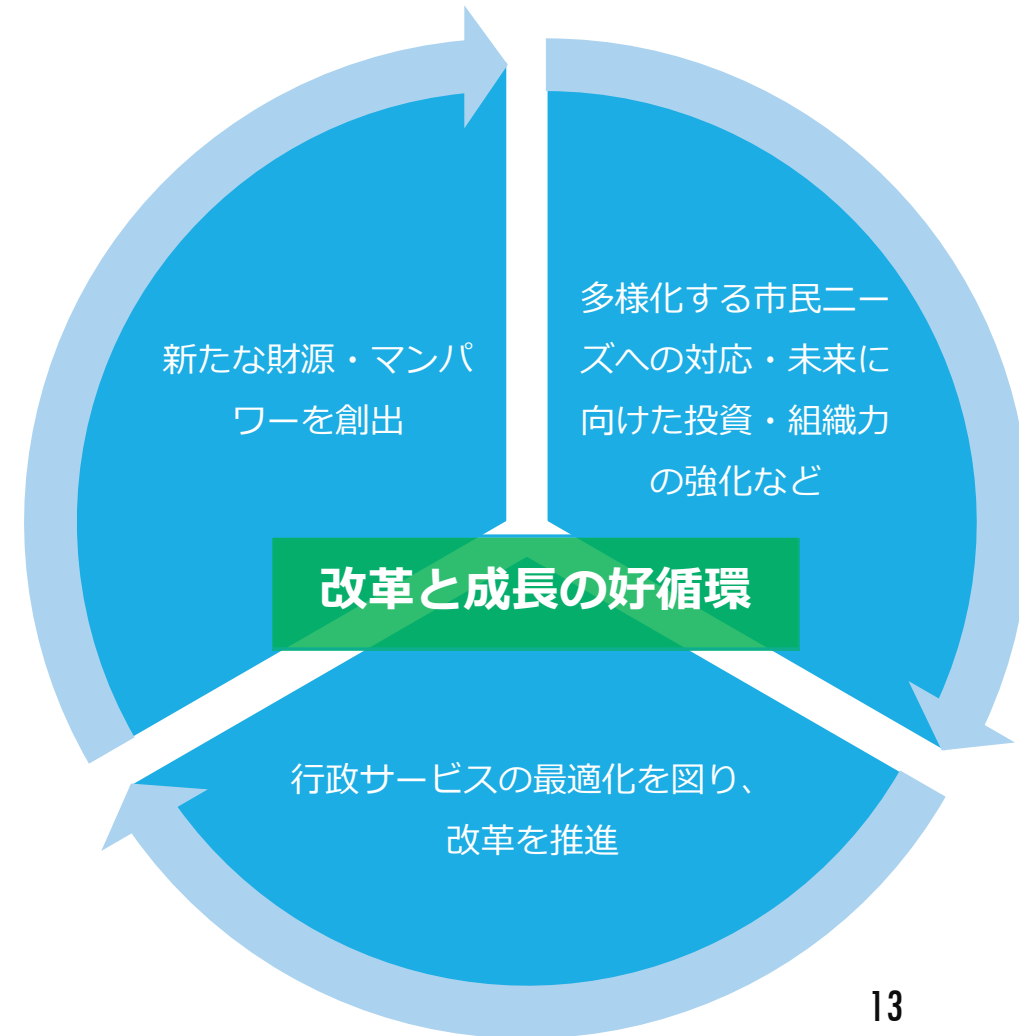 多様化する市民ニー
ズへの対応・未来に
向けた投資・組織力
の強化など
新たな財源・マンパ
ワーを創出
改革と成長の好循環
行政サービスの最適化を図り、
改革を推進
13